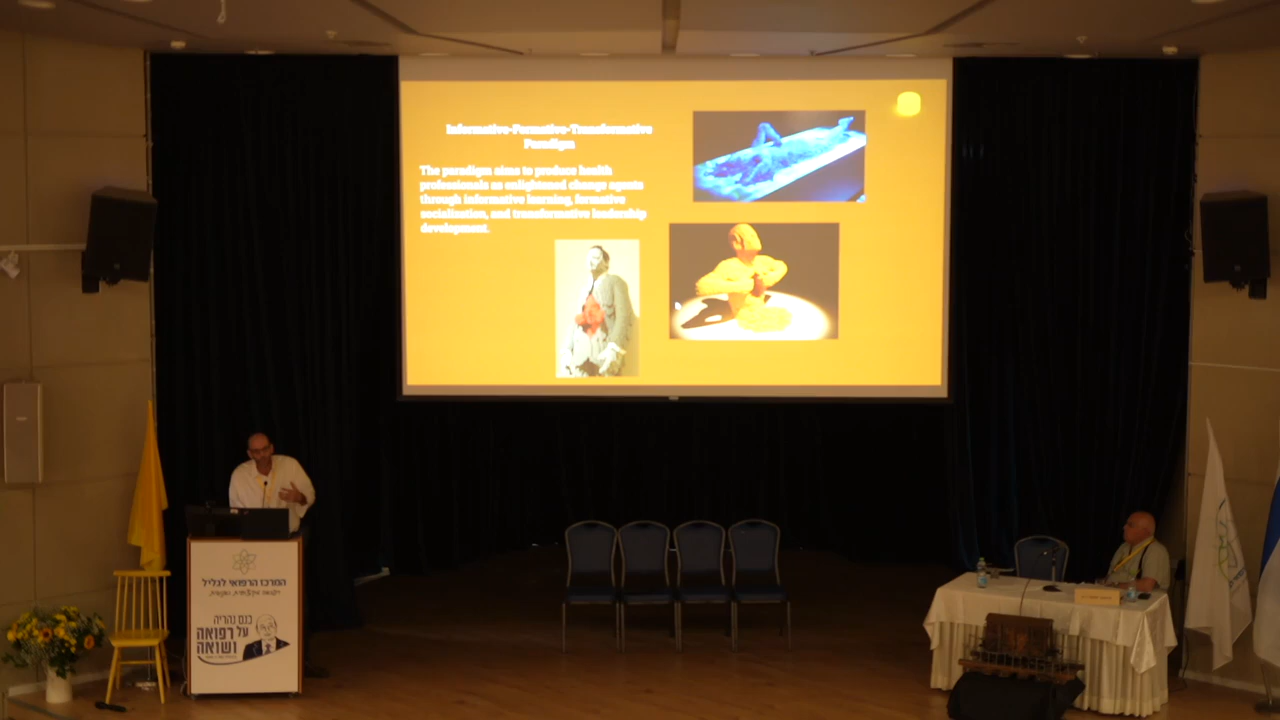 Informative-Formative-Transformative
Paradigm
The paradigm aims to produce health
professionals as enlightened change agents
through informative learning, formative
socialization, and transformative leadership
development.
המרכז הרפואי לגליל
כנס נהריה
על רפואה
ושואה